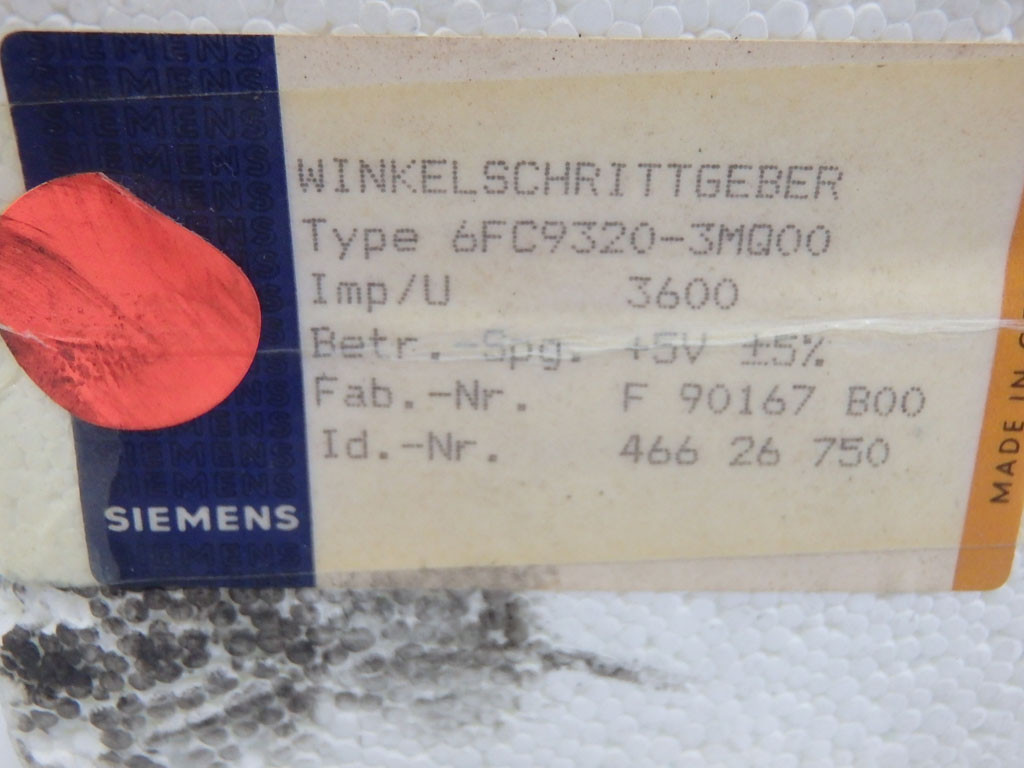 WINKELSCHRITTGEBER
Type 6FC9320-3MQ00
Imp/U 3600
Betr.-Spg. +5V ±5%
Fab.-Nr. F 90167 B00
Id.-Nr. 466 26 750
SIEMENS
MADE IN